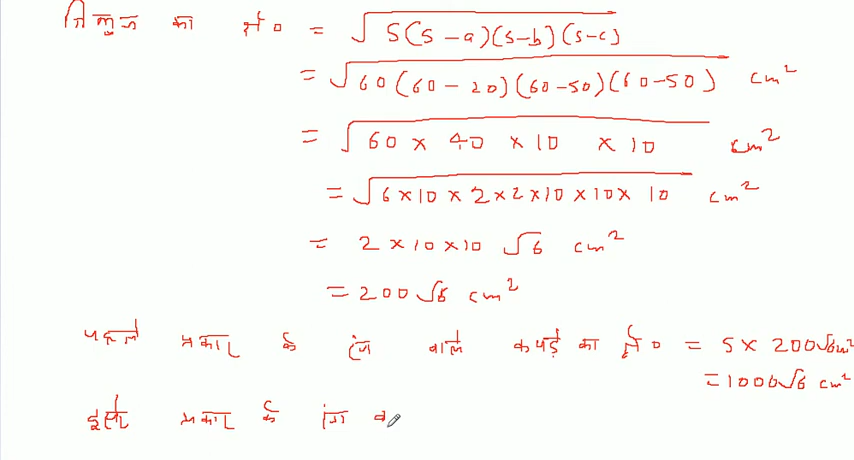 त्रिभुज का क्षे० = √S(S-a)(S-b)(S-c)
= √60(60-20)(60-50)(60-50) cm²
= √60 × 40 × 10 × 10 cm²
= √6×10×2×2×10×10×10 cm²
= 2 × 10 × 10 √6 cm²
= 200 √6 cm²
पहले प्रकार के रंग वाले कपड़े का क्षे० = 5 × 200√6 cm²
= 1000√6 cm²
दूसरे प्रकार के रंग व